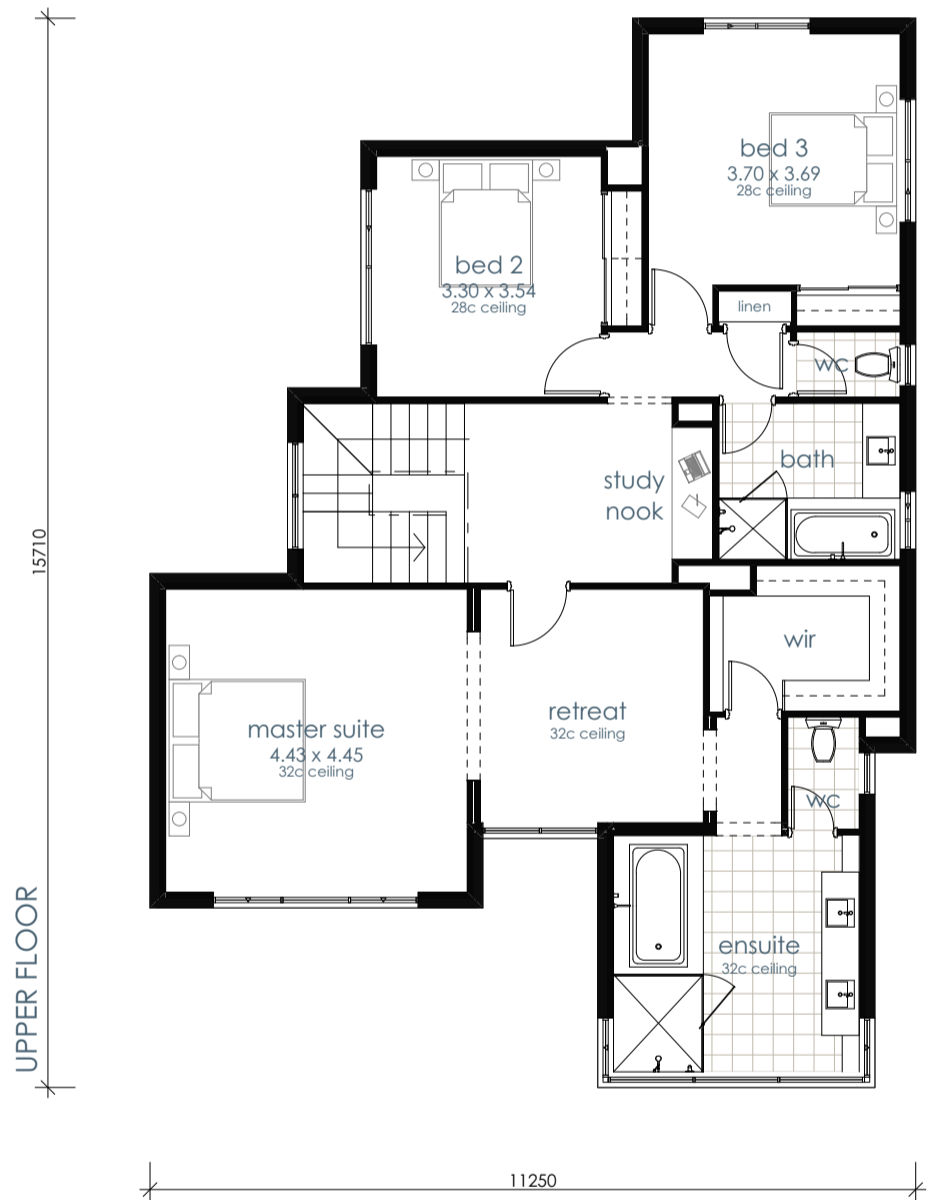 bed 3
3.70 x 3.69
28c ceiling
bed 2
3.30 x 3.54
28c ceiling
linen
wc
bath
study
nook
15710
wir
master suite
4.43 x 4.45
32c ceiling
retreat
32c ceiling
wc
UPPER FLOOR
ensuite
32c ceiling
11250